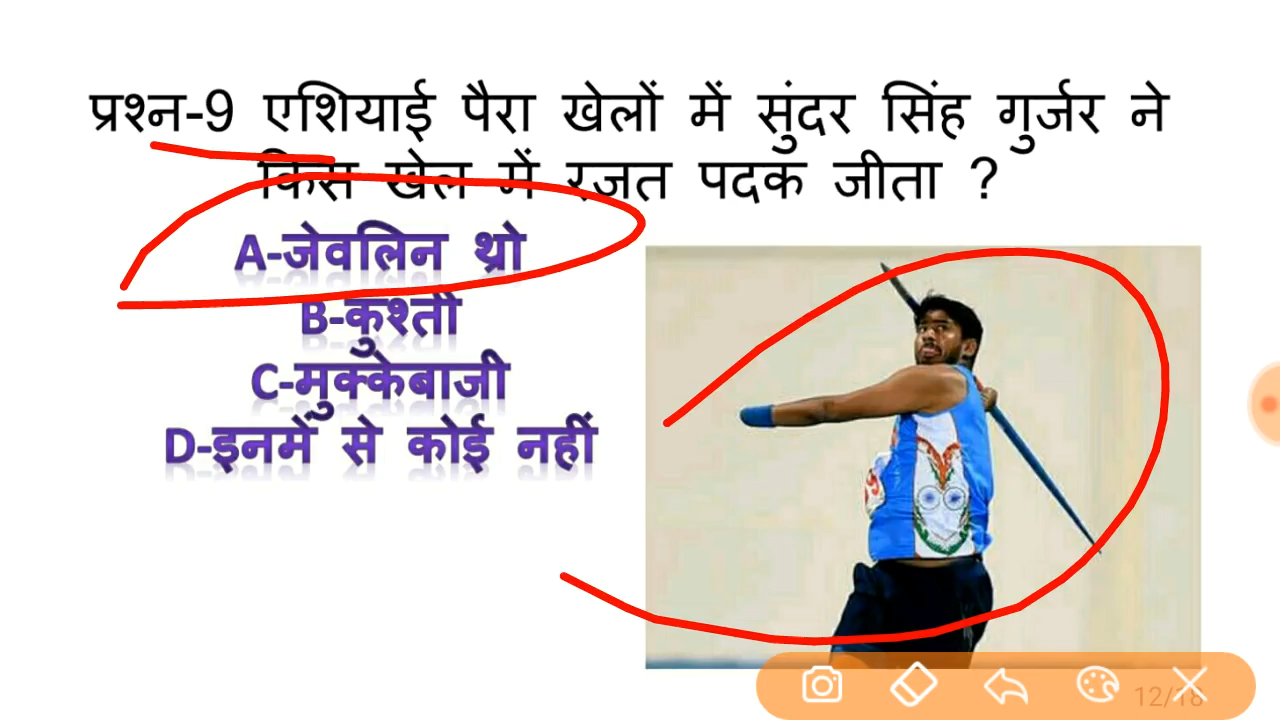 प्रश्न-9 एशियाई पैरा खेलों में सुंदर सिंह गुर्जर ने
किस खेल में रजत पदक जीता ?
A-जेवलिन थ्रो
B-कुश्ती
C-मुक्केबाजी
D-इनमें से कोई नहीं
12/18